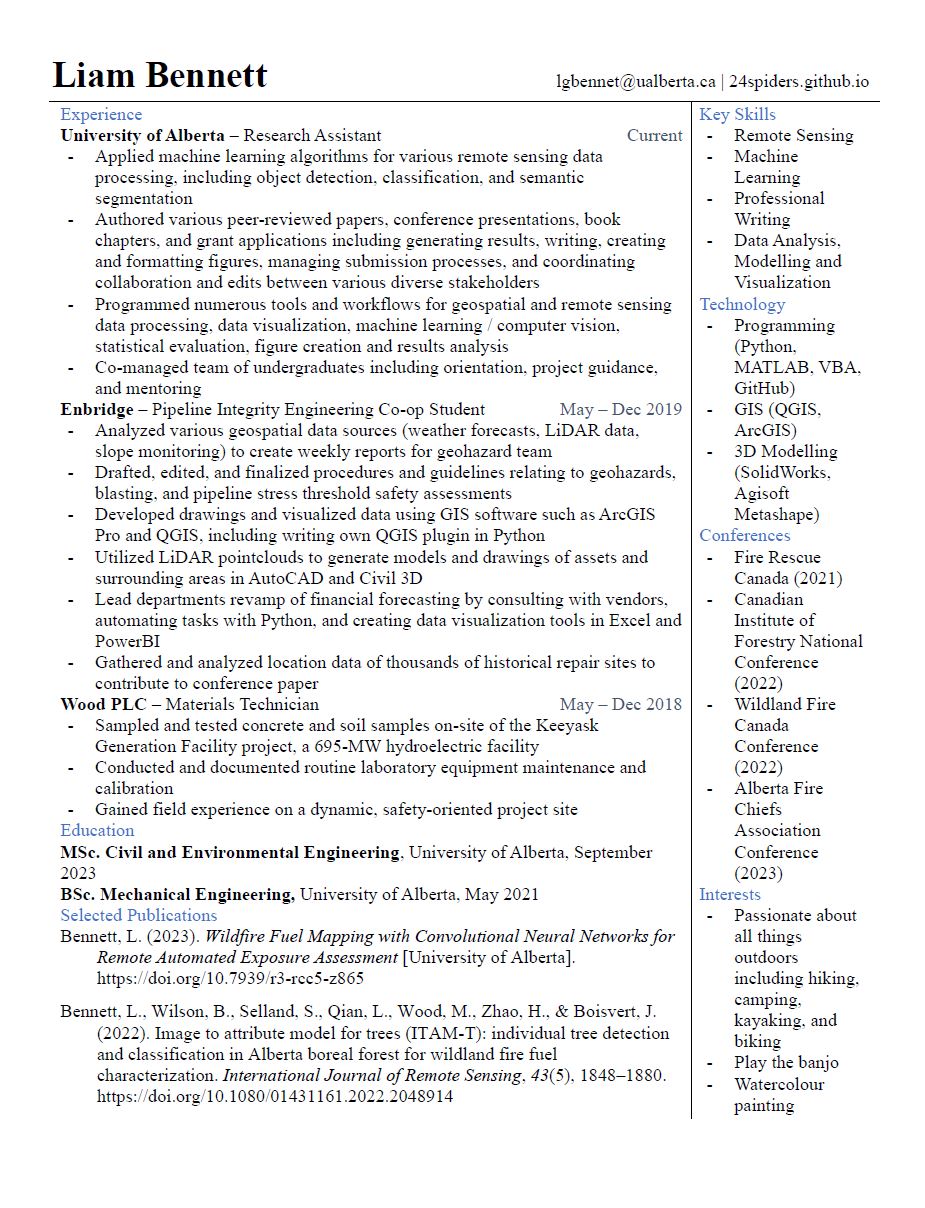 Liam Bennett
lgbennet@ualberta.ca | 24spiders.github.io
Experience
University of Alberta – Research Assistant Current
- Applied machine learning algorithms for various remote sensing data
processing, including object detection, classification, and semantic
segmentation
- Authored various peer-reviewed papers, conference presentations, book
chapters, and grant applications including generating results, writing, creating
and formatting figures, managing submission processes, and coordinating
collaboration and edits between various diverse stakeholders
- Programmed numerous tools and workflows for geospatial and remote sensing
data processing, data visualization, machine learning / computer vision,
statistical evaluation, figure creation and results analysis
- Co-managed team of undergraduates including orientation, project guidance,
and mentoring
Enbridge – Pipeline Integrity Engineering Co-op Student May – Dec 2019
- Analyzed various geospatial data sources (weather forecasts, LiDAR data,
slope monitoring) to create weekly reports for geohazard team
- Drafted, edited, and finalized procedures and guidelines relating to geohazards,
blasting, and pipeline stress threshold safety assessments
- Developed drawings and visualized data using GIS software such as ArcGIS
Pro and QGIS, including writing own QGIS plugin in Python
- Utilized LiDAR pointclouds to generate models and drawings of assets and
surrounding areas in AutoCAD and Civil 3D
- Lead departments revamp of financial forecasting by consulting with vendors,
automating tasks with Python, and creating data visualization tools in Excel and
PowerBI
- Gathered and analyzed location data of thousands of historical repair sites to
contribute to conference paper
Wood PLC – Materials Technician May – Dec 2018
- Sampled and tested concrete and soil samples on-site of the Keeyask
Generation Facility project, a 695-MW hydroelectric facility
- Conducted and documented routine laboratory equipment maintenance and
calibration
- Gained field experience on a dynamic, safety-oriented project site
Education
MSc. Civil and Environmental Engineering, University of Alberta, September
2023
BSc. Mechanical Engineering, University of Alberta, May 2021
Selected Publications
Bennett, L. (2023). Wildfire Fuel Mapping with Convolutional Neural Networks for
Remote Automated Exposure Assessment [University of Alberta].
https://doi.org/10.7939/r3-rcc5-z865
Bennett, L., Wilson, B., Selland, S., Qian, L., Wood, M., Zhao, H., & Boisvert, J.
(2022). Image to attribute model for trees (ITAM-T): individual tree detection
and classification in Alberta boreal forest for wildland fire fuel
characterization. International Journal of Remote Sensing, 43(5), 1848–1880.
https://doi.org/10.1080/01431161.2022.2048914
Key Skills
- Remote Sensing
- Machine
Learning
- Professional
Writing
- Data Analysis,
Modelling and
Visualization
Technology
- Programming
(Python,
MATLAB, VBA,
GitHub)
- GIS (QGIS,
ArcGIS)
- 3D Modelling
(SolidWorks,
Agisoft
Metashape)
Conferences
- Fire Rescue
Canada (2021)
- Canadian
Institute of
Forestry National
Conference
(2022)
- Wildland Fire
Canada
Conference
(2022)
- Alberta Fire
Chiefs
Association
Conference
(2023)
Interests
- Passionate about
all things
outdoors
including hiking,
camping,
kayaking, and
biking
- Play the banjo
- Watercolour
painting